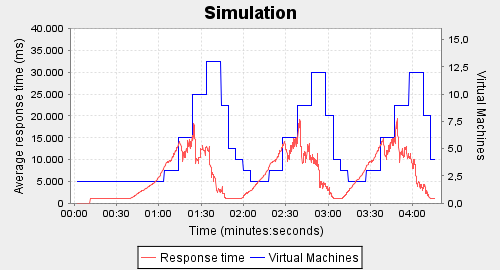 Simulation
Average response time (ms)
40.000
35.000
30.000
25.000
20.000
15.000
10.000
5.000
0
15,0
12,5
10,0
7,5
5,0
2,5
0,0
Virtual Machines
00:00 00:30 01:00 01:30 02:00 02:30 03:00 03:30 04:00
Time (minutes:seconds)
Response time Virtual Machines